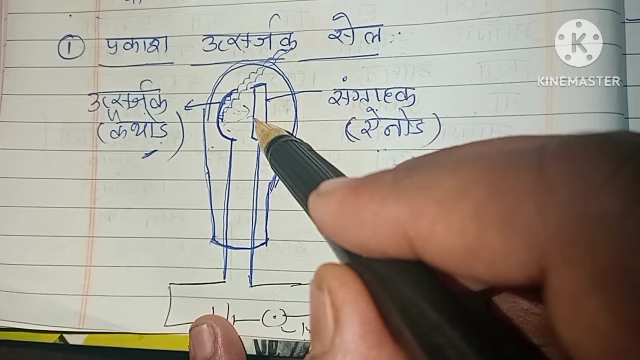 ① प्रकाश उत्सर्जक सेल
K
KINEMASTER
उत्सर्जक
(कैथोड)
संग्राहक
(ऐनोड)